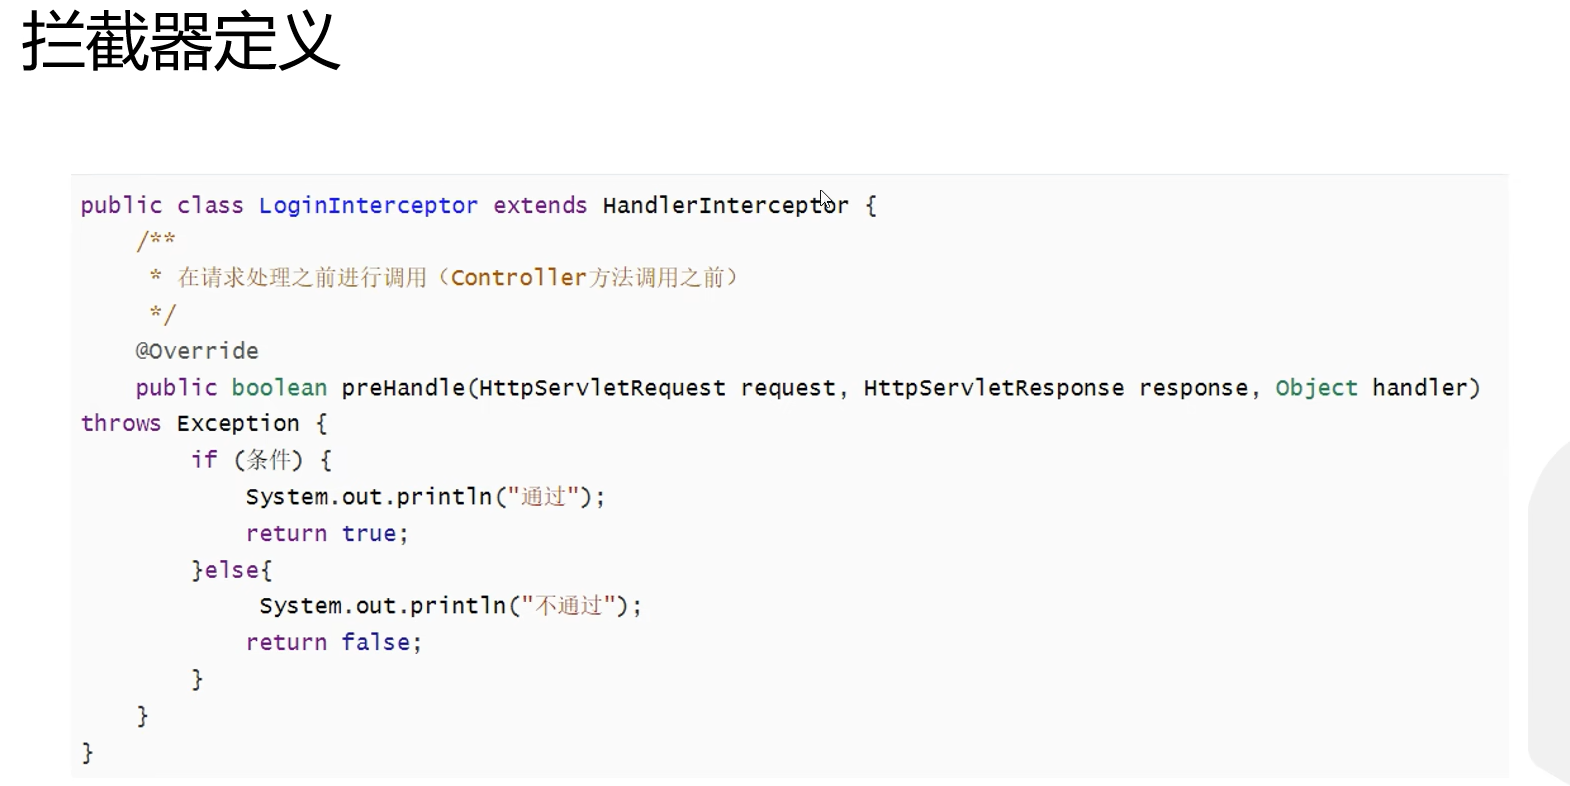 拦截器定义
public class LoginInterceptor extends HandlerInterceptor {
    /**
     * 在请求处理之前进行调用（Controller方法调用之前）
     */
    @Override
    public boolean preHandle(HttpServletRequest request, HttpServletResponse response, Object handler)
throws Exception {
        if (条件) {
            System.out.println("通过");
            return true;
        }else{
             System.out.println("不通过");
            return false;
        }
    }
}